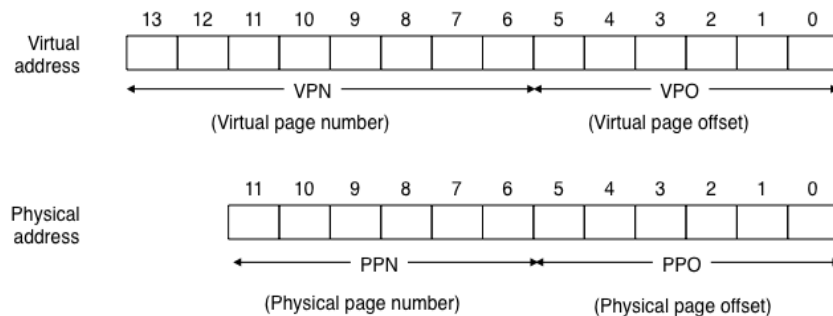 13 12 11 10 9 8 7 6 5 4 3 2 1 0
Virtual
address
VPN VPO
(Virtual page number) (Virtual page offset)
11 10 9 8 7 6 5 4 3 2 1 0
Physical
address
PPN PPO
(Physical page number) (Physical page offset)